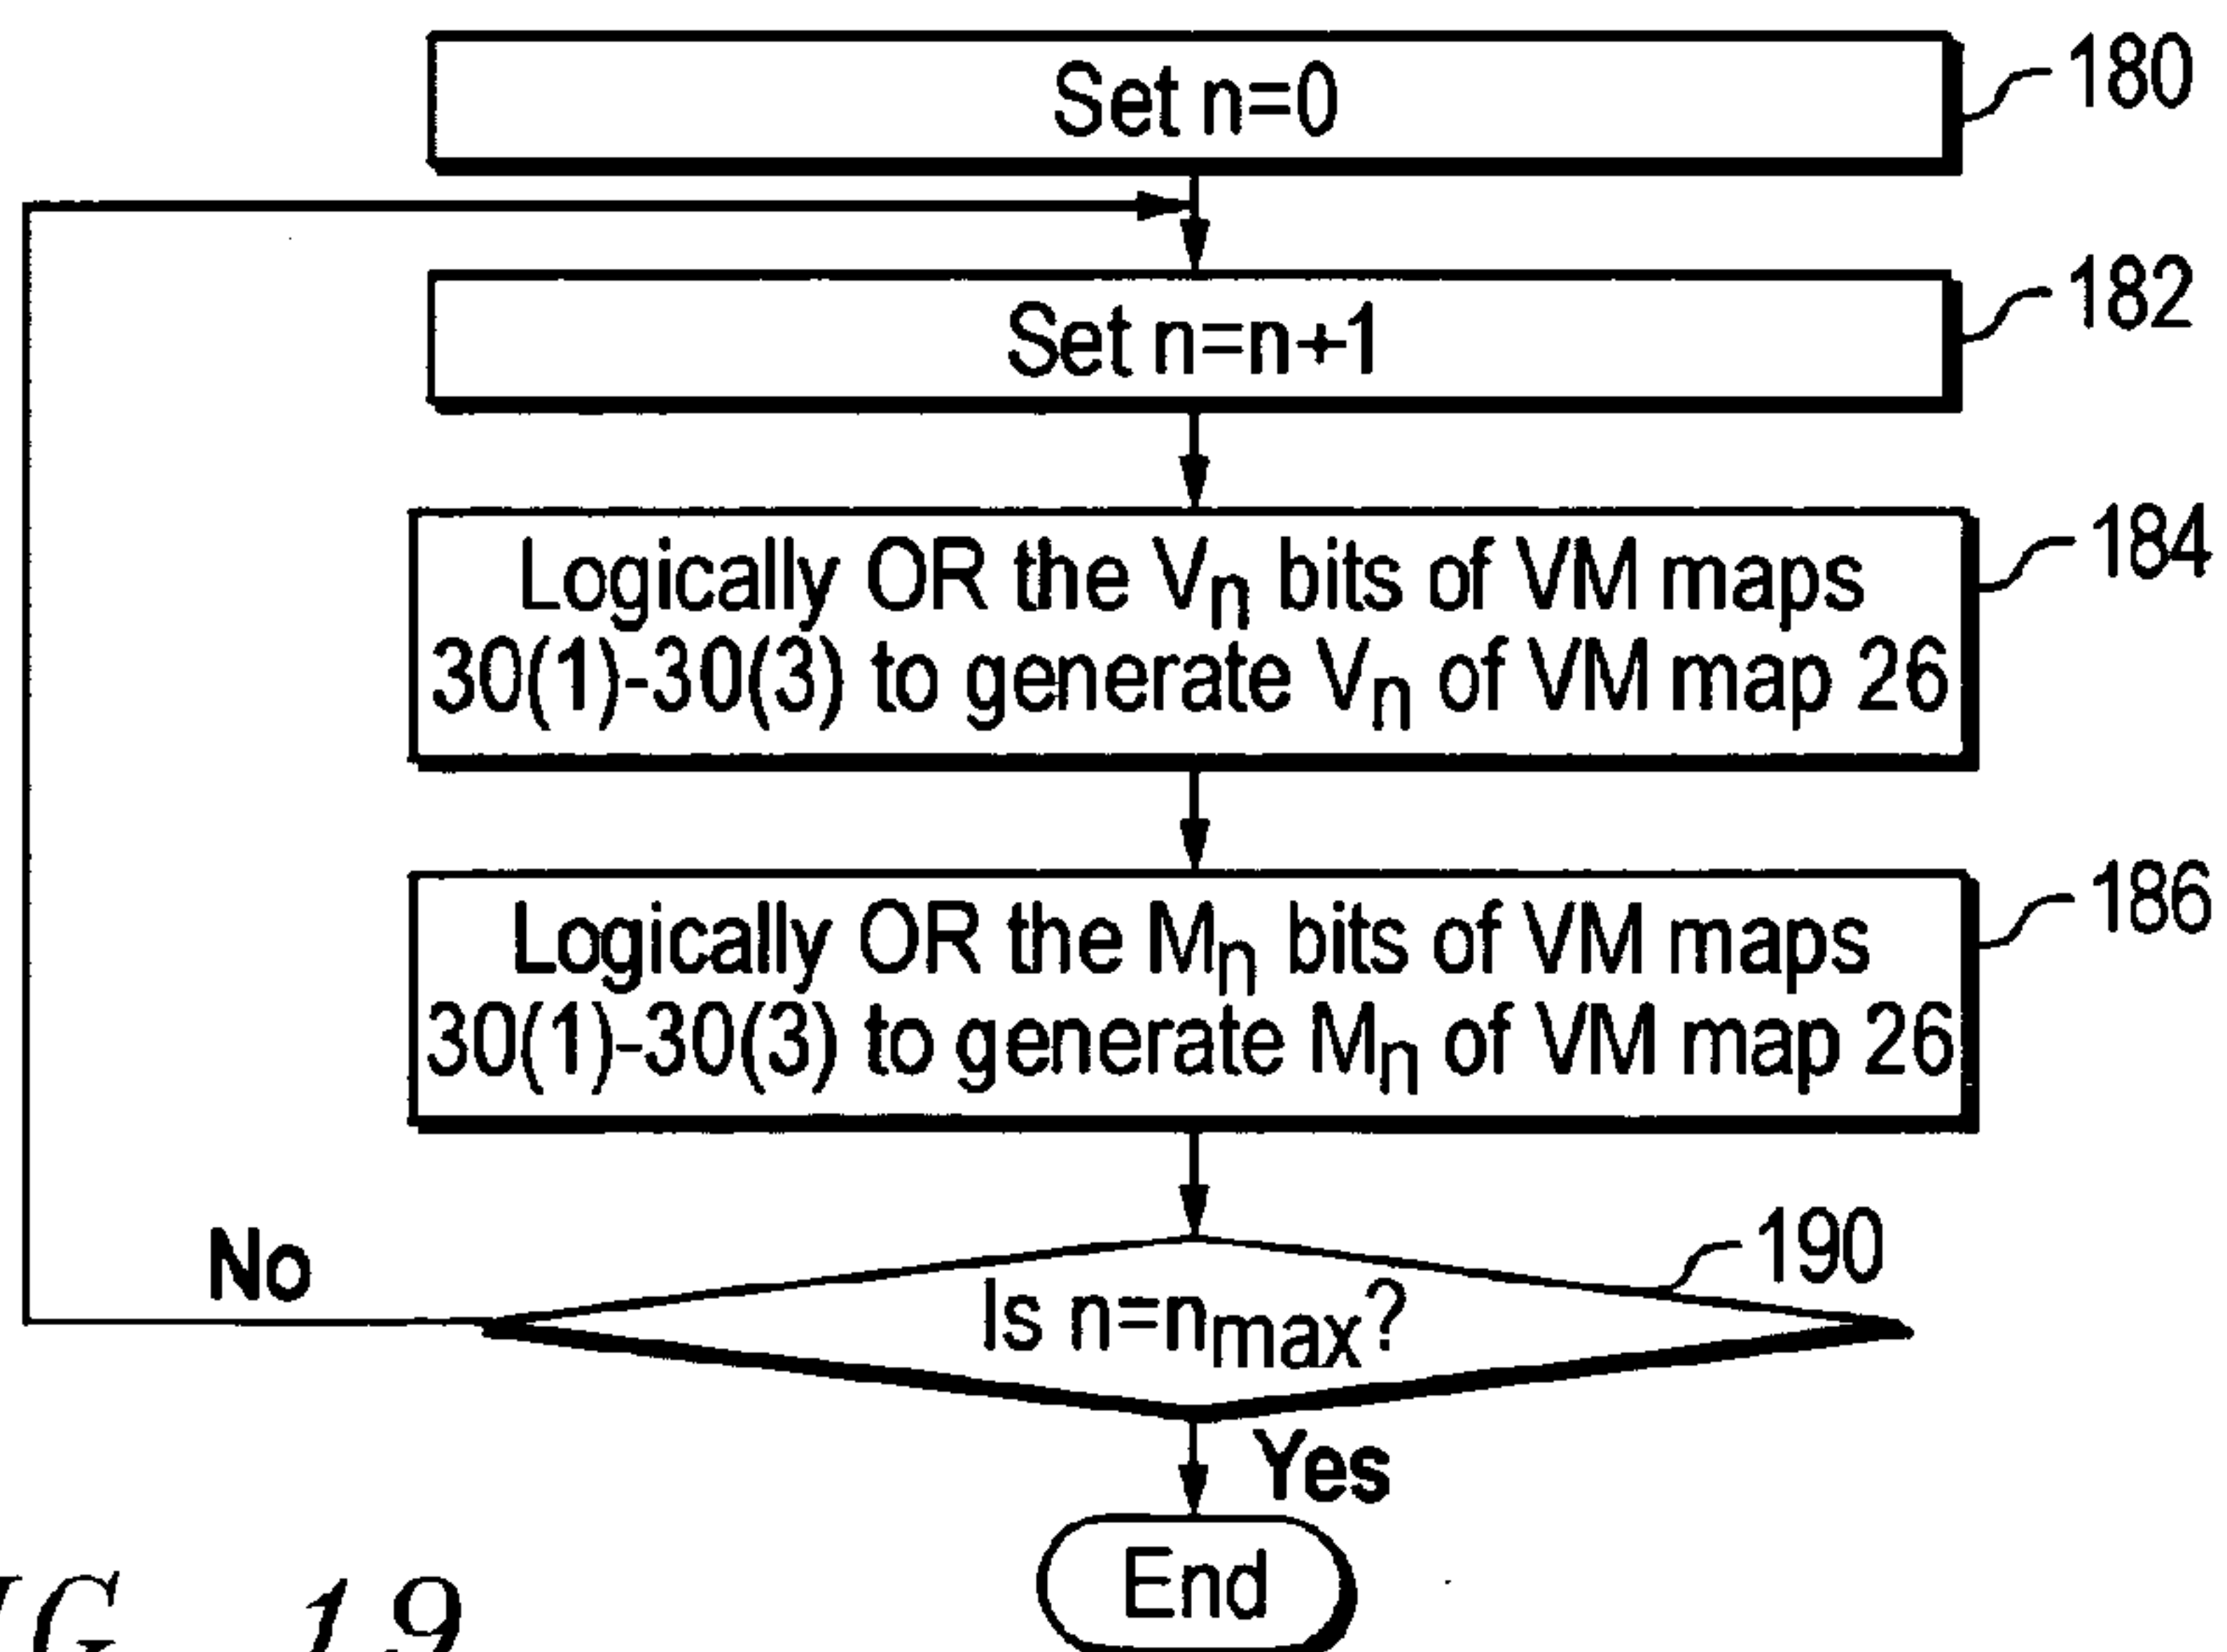 Set n=0
180
Set n=n+1
182
Logically OR the Vn bits of VM maps
30(1)-30(3) to generate Vn of VM map 26
184
Logically OR the Mn bits of VM maps
30(1)-30(3) to generate Mn of VM map 26
186
Is n=nmax?
190
No
Yes
End
19